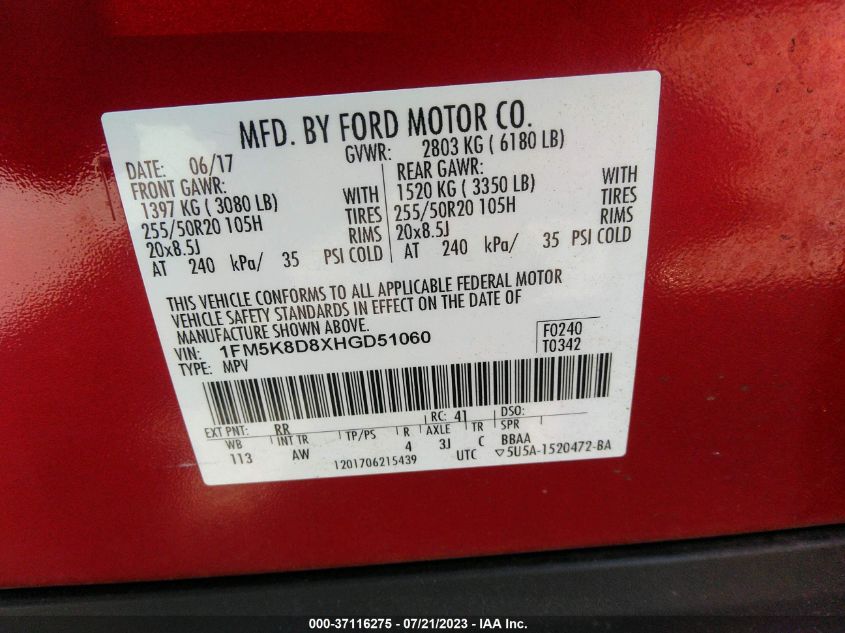 MFD. BY FORD MOTOR CO.
DATE: 06/17 GVWR: 2803 KG ( 6180 LB)
FRONT GAWR: REAR GAWR:
1397 KG ( 3080 LB) WITH 1520 KG ( 3350 LB) WITH
255/50R20 105H TIRES 255/50R20 105H TIRES
20x8.5J RIMS 20x8.5J RIMS
AT 240 kPa/ 35 PSI COLD AT 240 kPa/ 35 PSI COLD
THIS VEHICLE CONFORMS TO ALL APPLICABLE FEDERAL MOTOR
VEHICLE SAFETY STANDARDS IN EFFECT ON THE DATE OF
MANUFACTURE SHOWN ABOVE.
VIN: 1FM5K8D8XHGD51060 F0240
TYPE: MPV T0342
EXT PNT: RR RC: 41 DSO:
WB INT TR TP/PS R AXLE TR SPR
113 AW 4 3J C BBAA
1201706215439 UTC ▽5U5A-1520472-BA
000-37116275 - 07/21/2023 - IAA Inc.